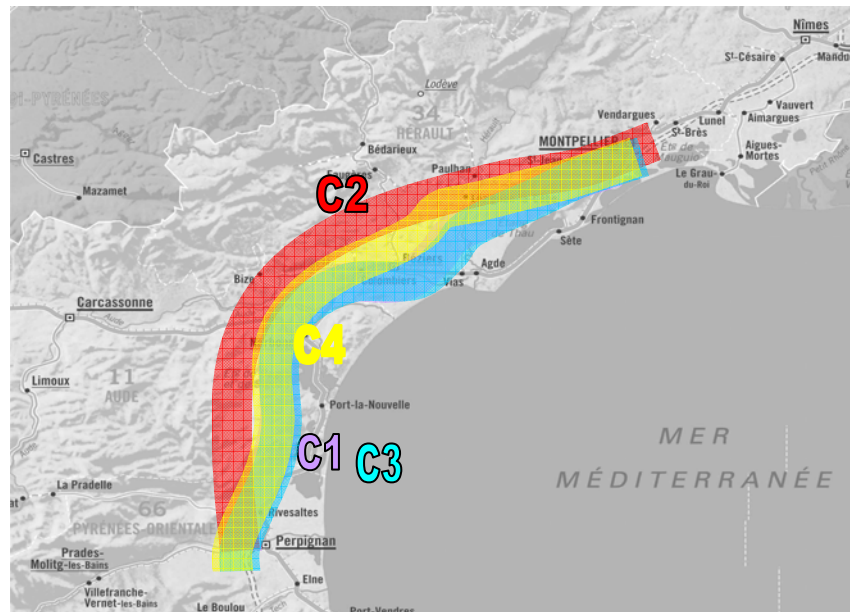 Nîmes
St-Césaire
Lodève
34
HÉRAULT
Vendargues
Lunel
Vauvert
Aimargues
St-Brès
MONTPELLIER
Castres
Bédarieux
Aigues-
Mortes
Mazamet
Paulhan
Le Grau-
du-Roi
C2
Frontignan
Sète
Agde
Vias
Bize
Carcassonne
C4
11
AUDE
Limoux
Port-la-Nouvelle
MER
MÉDITERRANÉE
C1
C3
La Pradelle
66
PYRÉNÉES-ORIENTALES
Rivesaltes
Perpignan
Prades-
Molitg-les-Bains
Elne
Villefranche-
Vernet-les-Bains
Le Boulou
Port-Vendres